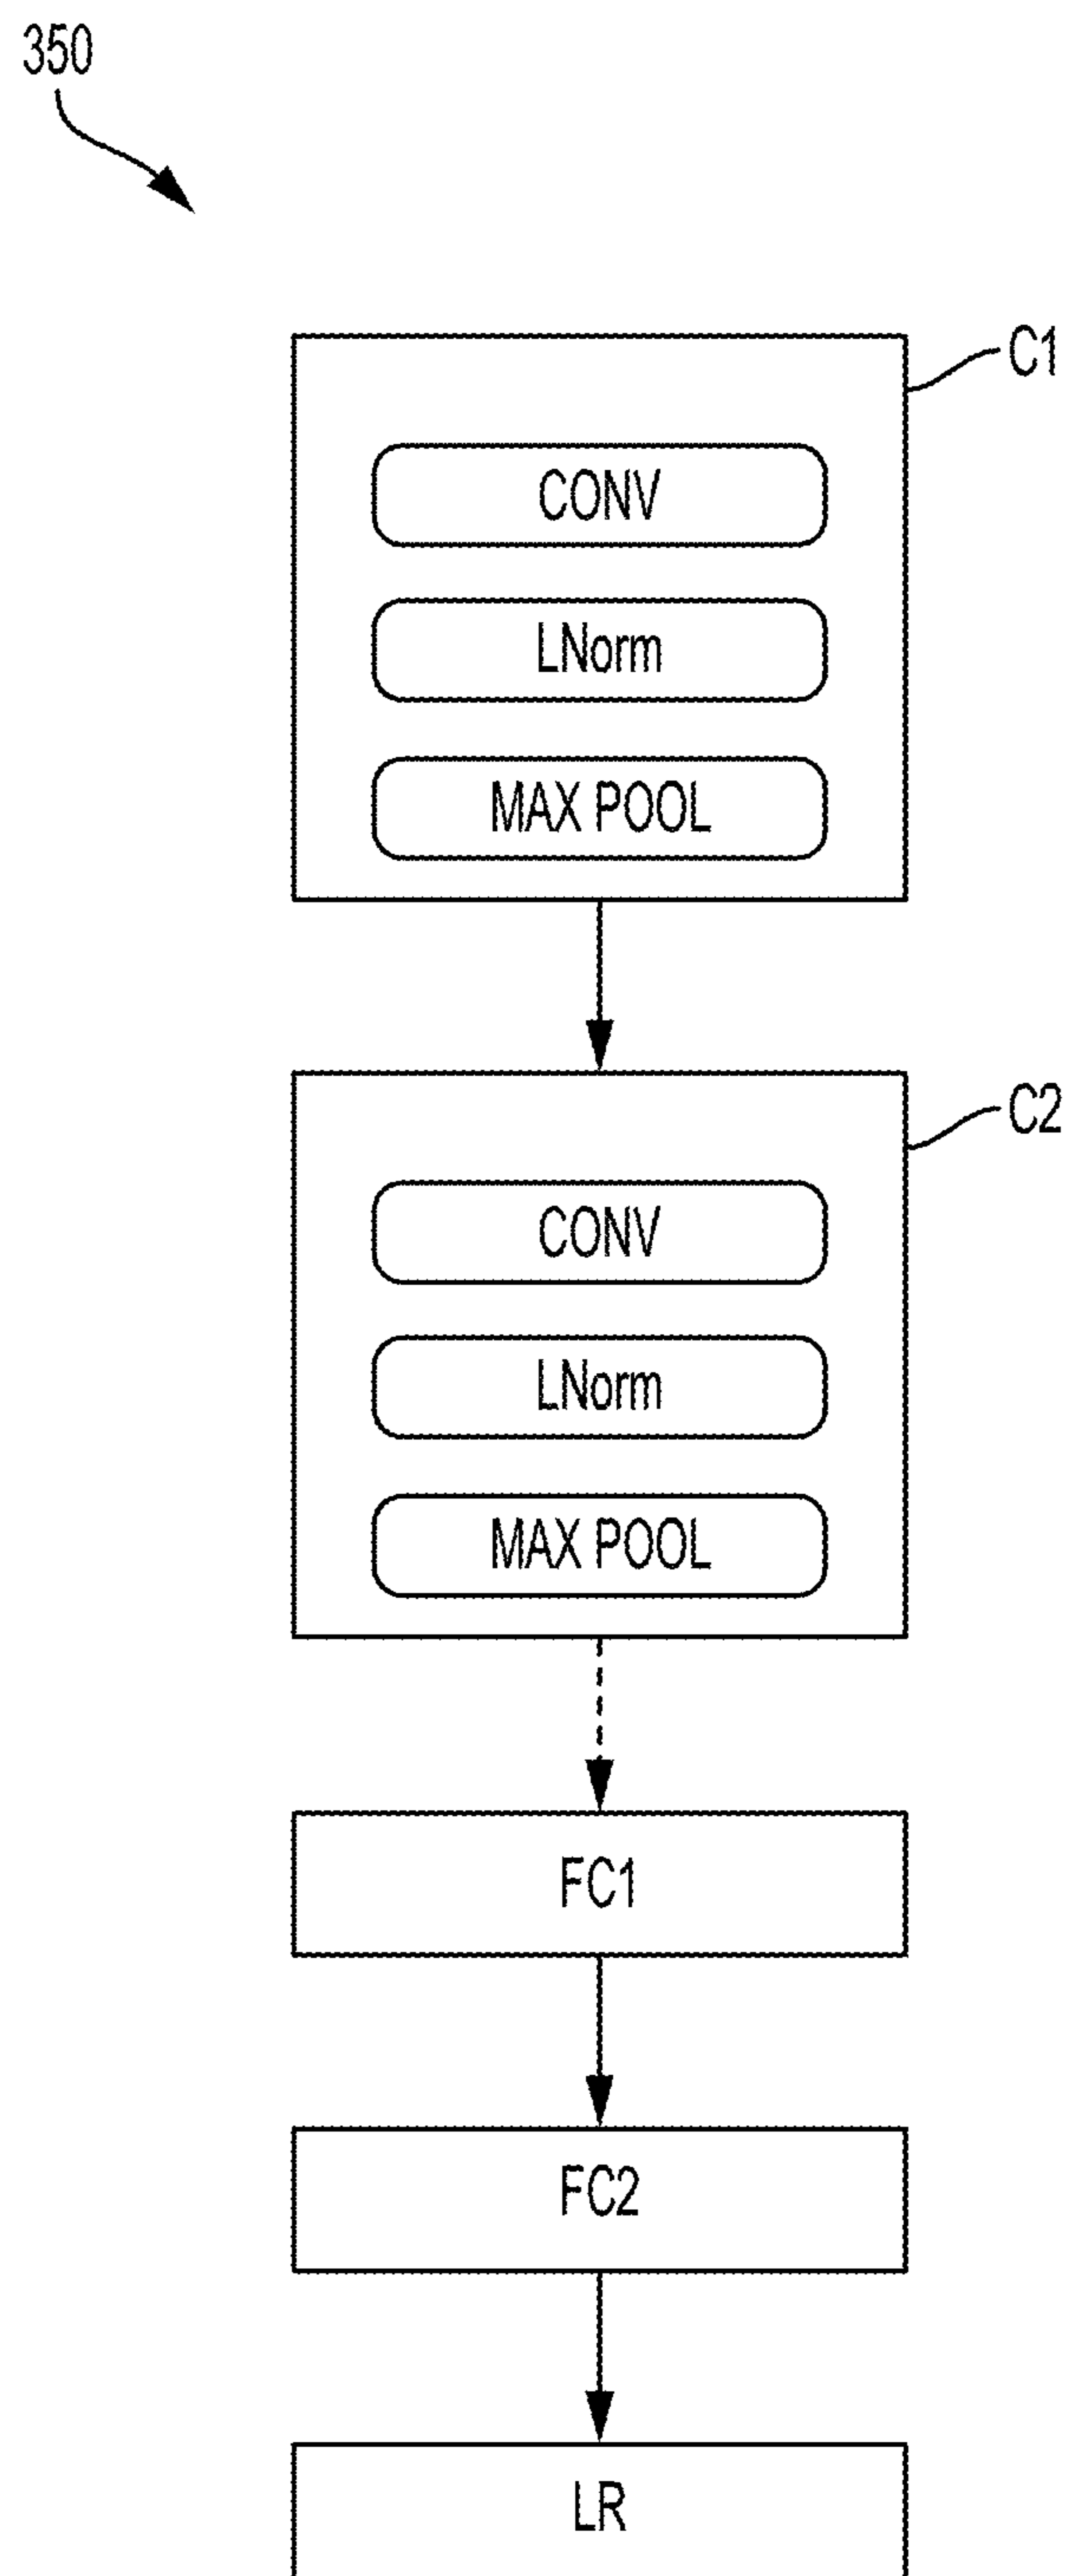 350
C1
CONV
LNorm
MAX POOL
C2
CONV
LNorm
MAX POOL
FC1
FC2
LR